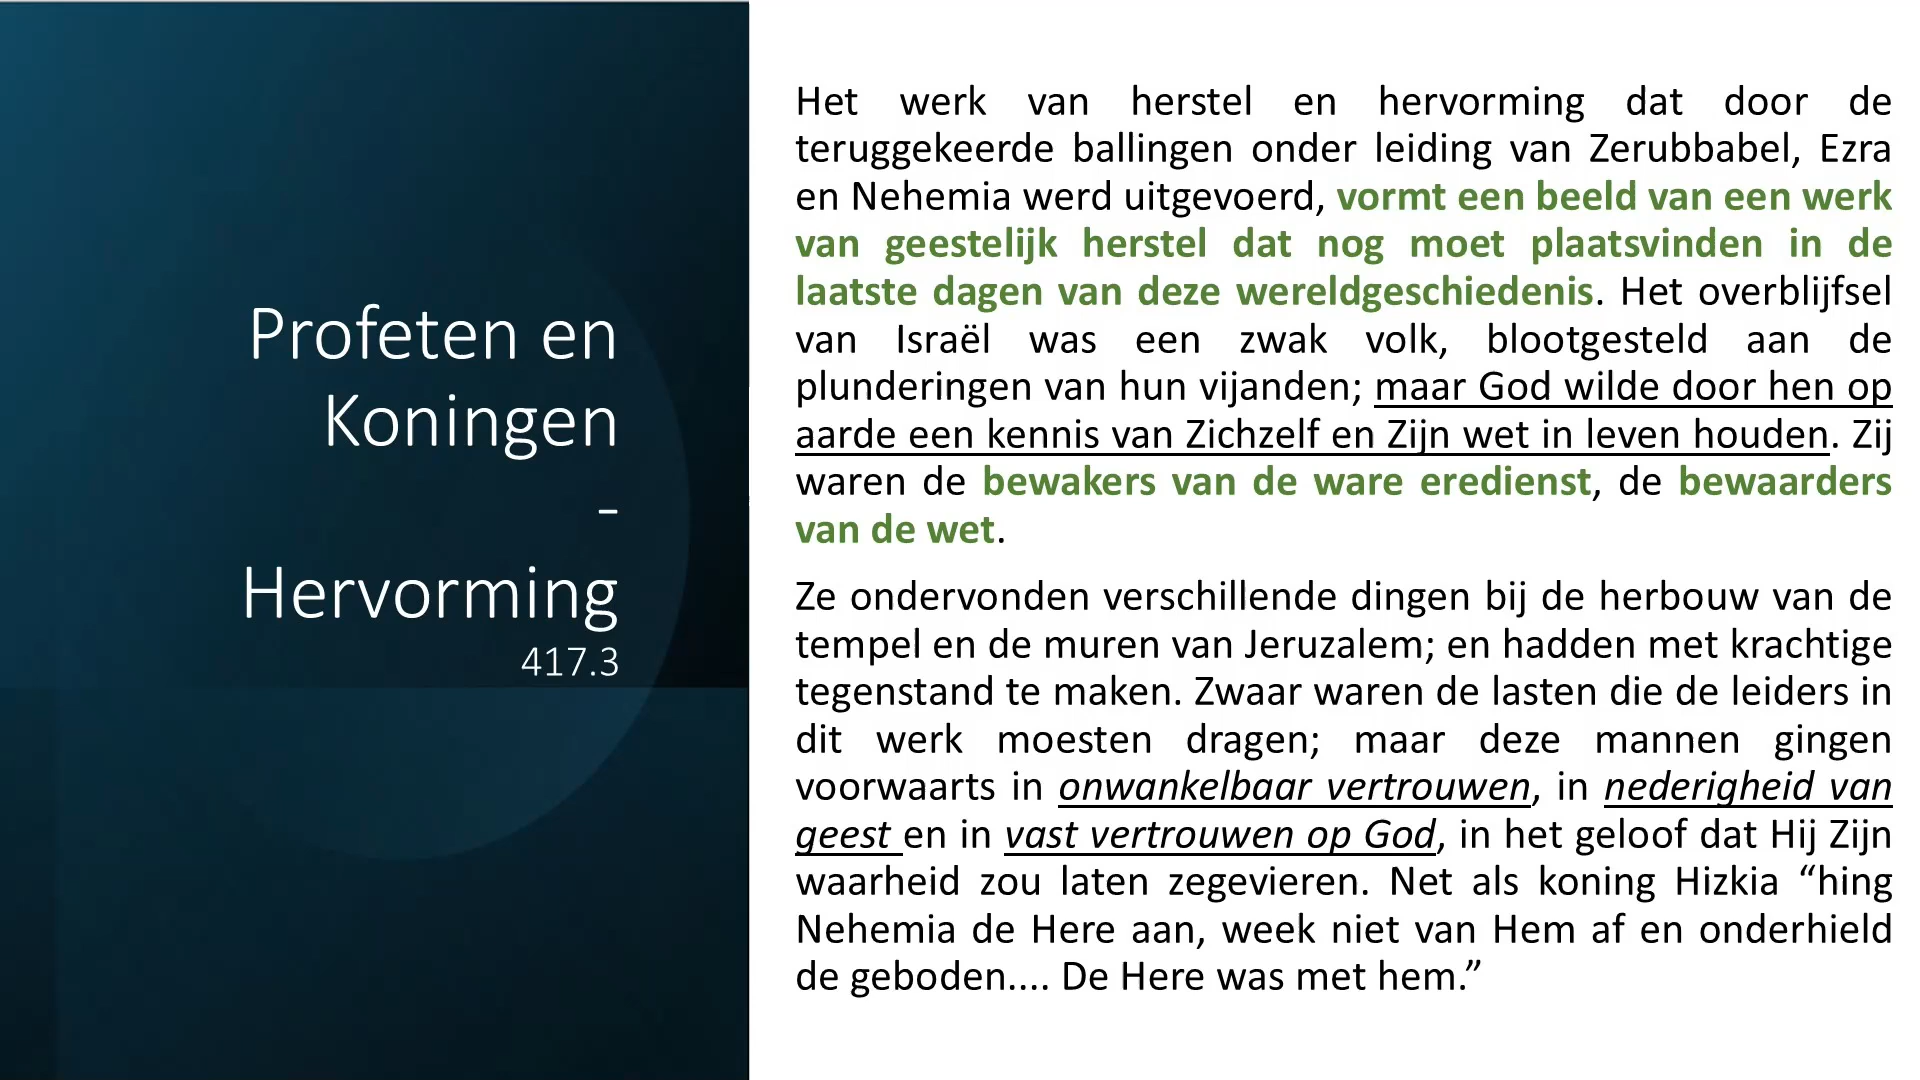 Profeten en
Koningen
-
Hervorming
417.3
Het werk van herstel en hervorming dat door de
teruggekeerde ballingen onder leiding van Zerubbabel, Ezra
en Nehemia werd uitgevoerd, vormt een beeld van een werk
van geestelijk herstel dat nog moet plaatsvinden in de
laatste dagen van deze wereldgeschiedenis. Het overblijfsel
van Israël was een zwak volk, blootgesteld aan de
plunderingen van hun vijanden; maar God wilde door hen op
aarde een kennis van Zichzelf en Zijn wet in leven houden. Zij
waren de bewakers van de ware eredienst, de bewaarders
van de wet.
Ze ondervonden verschillende dingen bij de herbouw van de
tempel en de muren van Jeruzalem; en hadden met krachtige
tegenstand te maken. Zwaar waren de lasten die de leiders in
dit werk moesten dragen; maar deze mannen gingen
voorwaarts in onwankelbaar vertrouwen, in nederigheid van
geest en in vast vertrouwen op God, in het geloof dat Hij Zijn
waarheid zou laten zegevieren. Net als koning Hizkia “hing
Nehemia de Here aan, week niet van Hem af en onderhield
de geboden.... De Here was met hem.”